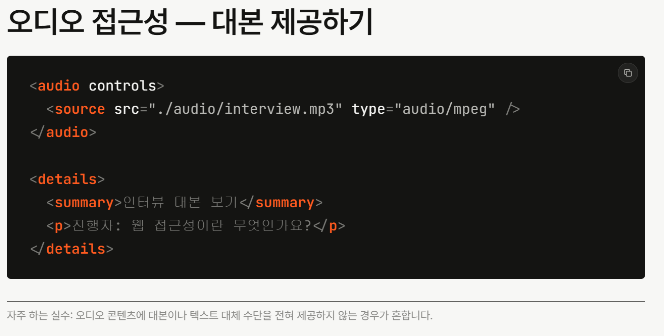 오디오 접근성 — 대본 제공하기
<audio controls>
  <source src="./audio/interview.mp3" type="audio/mpeg" />
</audio>
<details>
  <summary>인터뷰 대본 보기</summary>
  <p>진행자: 웹 접근성이란 무엇인가요?</p>
</details>
자주 하는 실수: 오디오 콘텐츠에 대본이나 텍스트 대체 수단을 전혀 제공하지 않는 경우가 흔합니다.